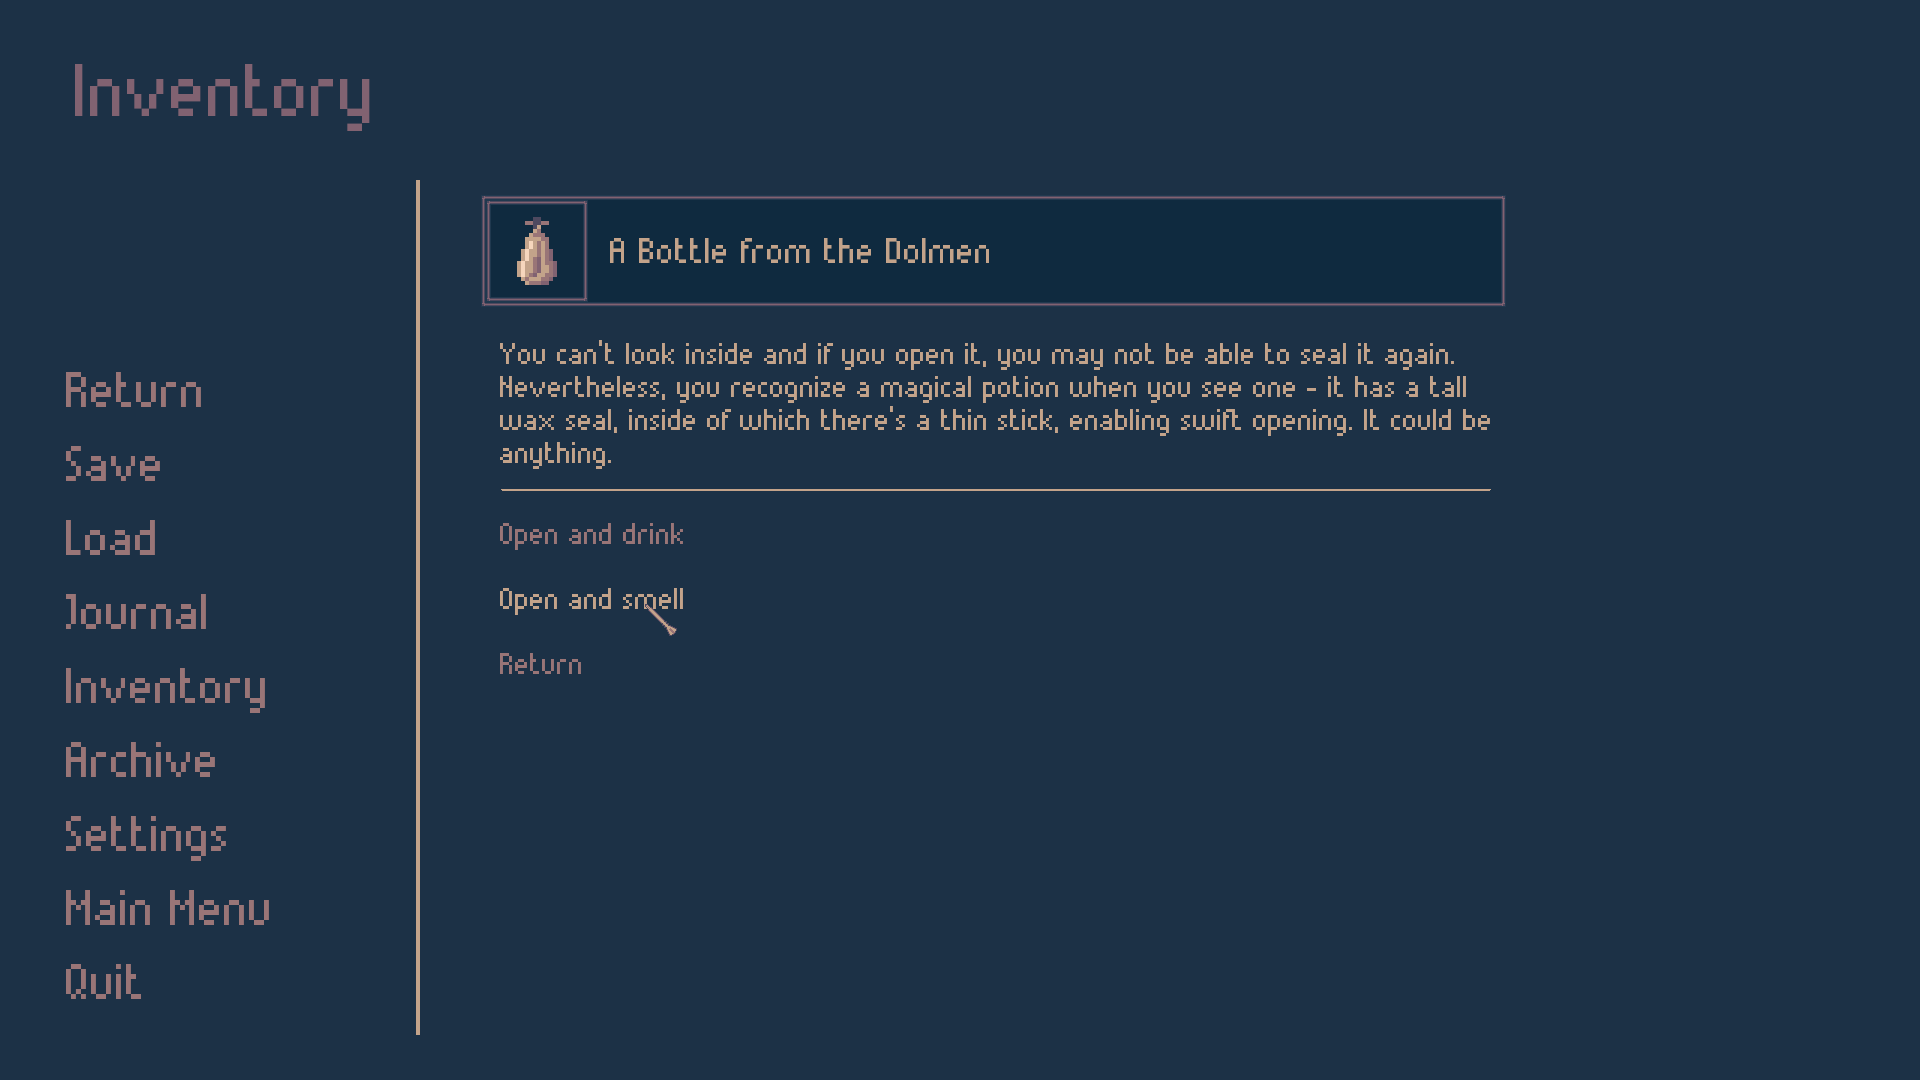 Inventory
Return
Save
Load
Journal
Inventory
Archive
Settings
Main Menu
Quit
A Bottle from the Dolmen
You can't look inside and if you open it, you may not be able to seal it again.
Nevertheless, you recognize a magical potion when you see one - it has a tall
wax seal, inside of which there's a thin stick, enabling swift opening. It could be
anything.
Open and drink
Open and smell
Return